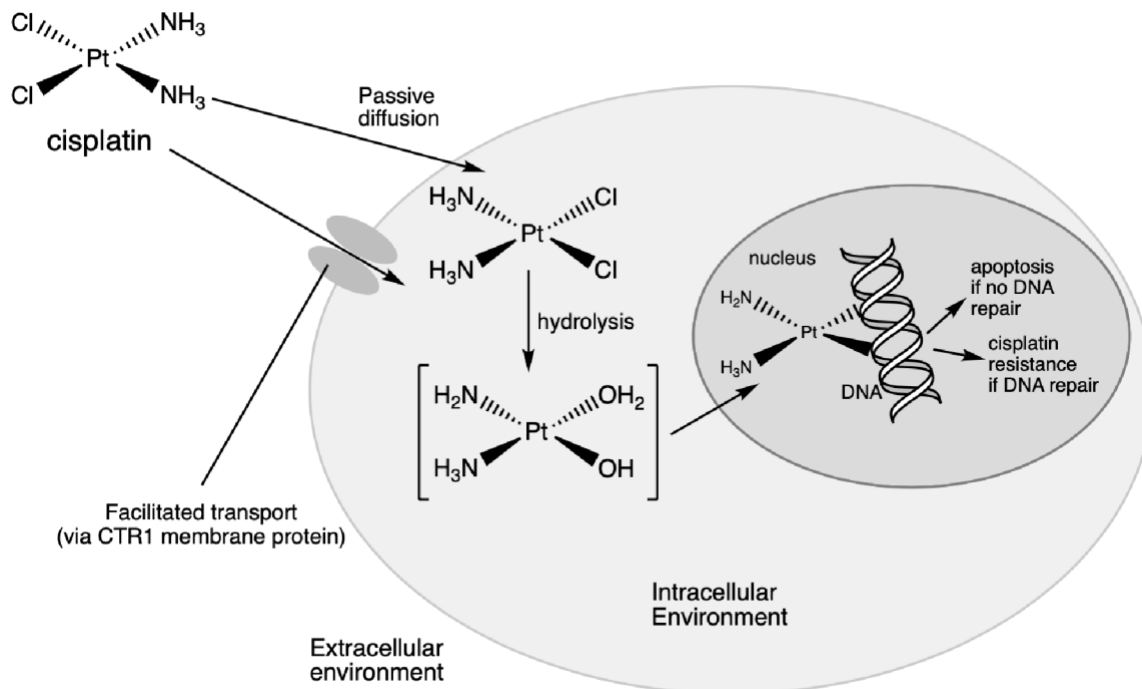 Cl
NH3
Pt
Cl
NH3
cisplatin
Passive
diffusion
H3N
Cl
Pt
H3N
Cl
hydrolysis
H2N
OH2
Pt
H3N
OH
nucleus
H2N
Pt
H3N
DNA
apoptosis
if no DNA
repair
cisplatin
resistance
if DNA repair
Facilitated transport
(via CTR1 membrane protein)
Intracellular
Environment
Extracellular
environment